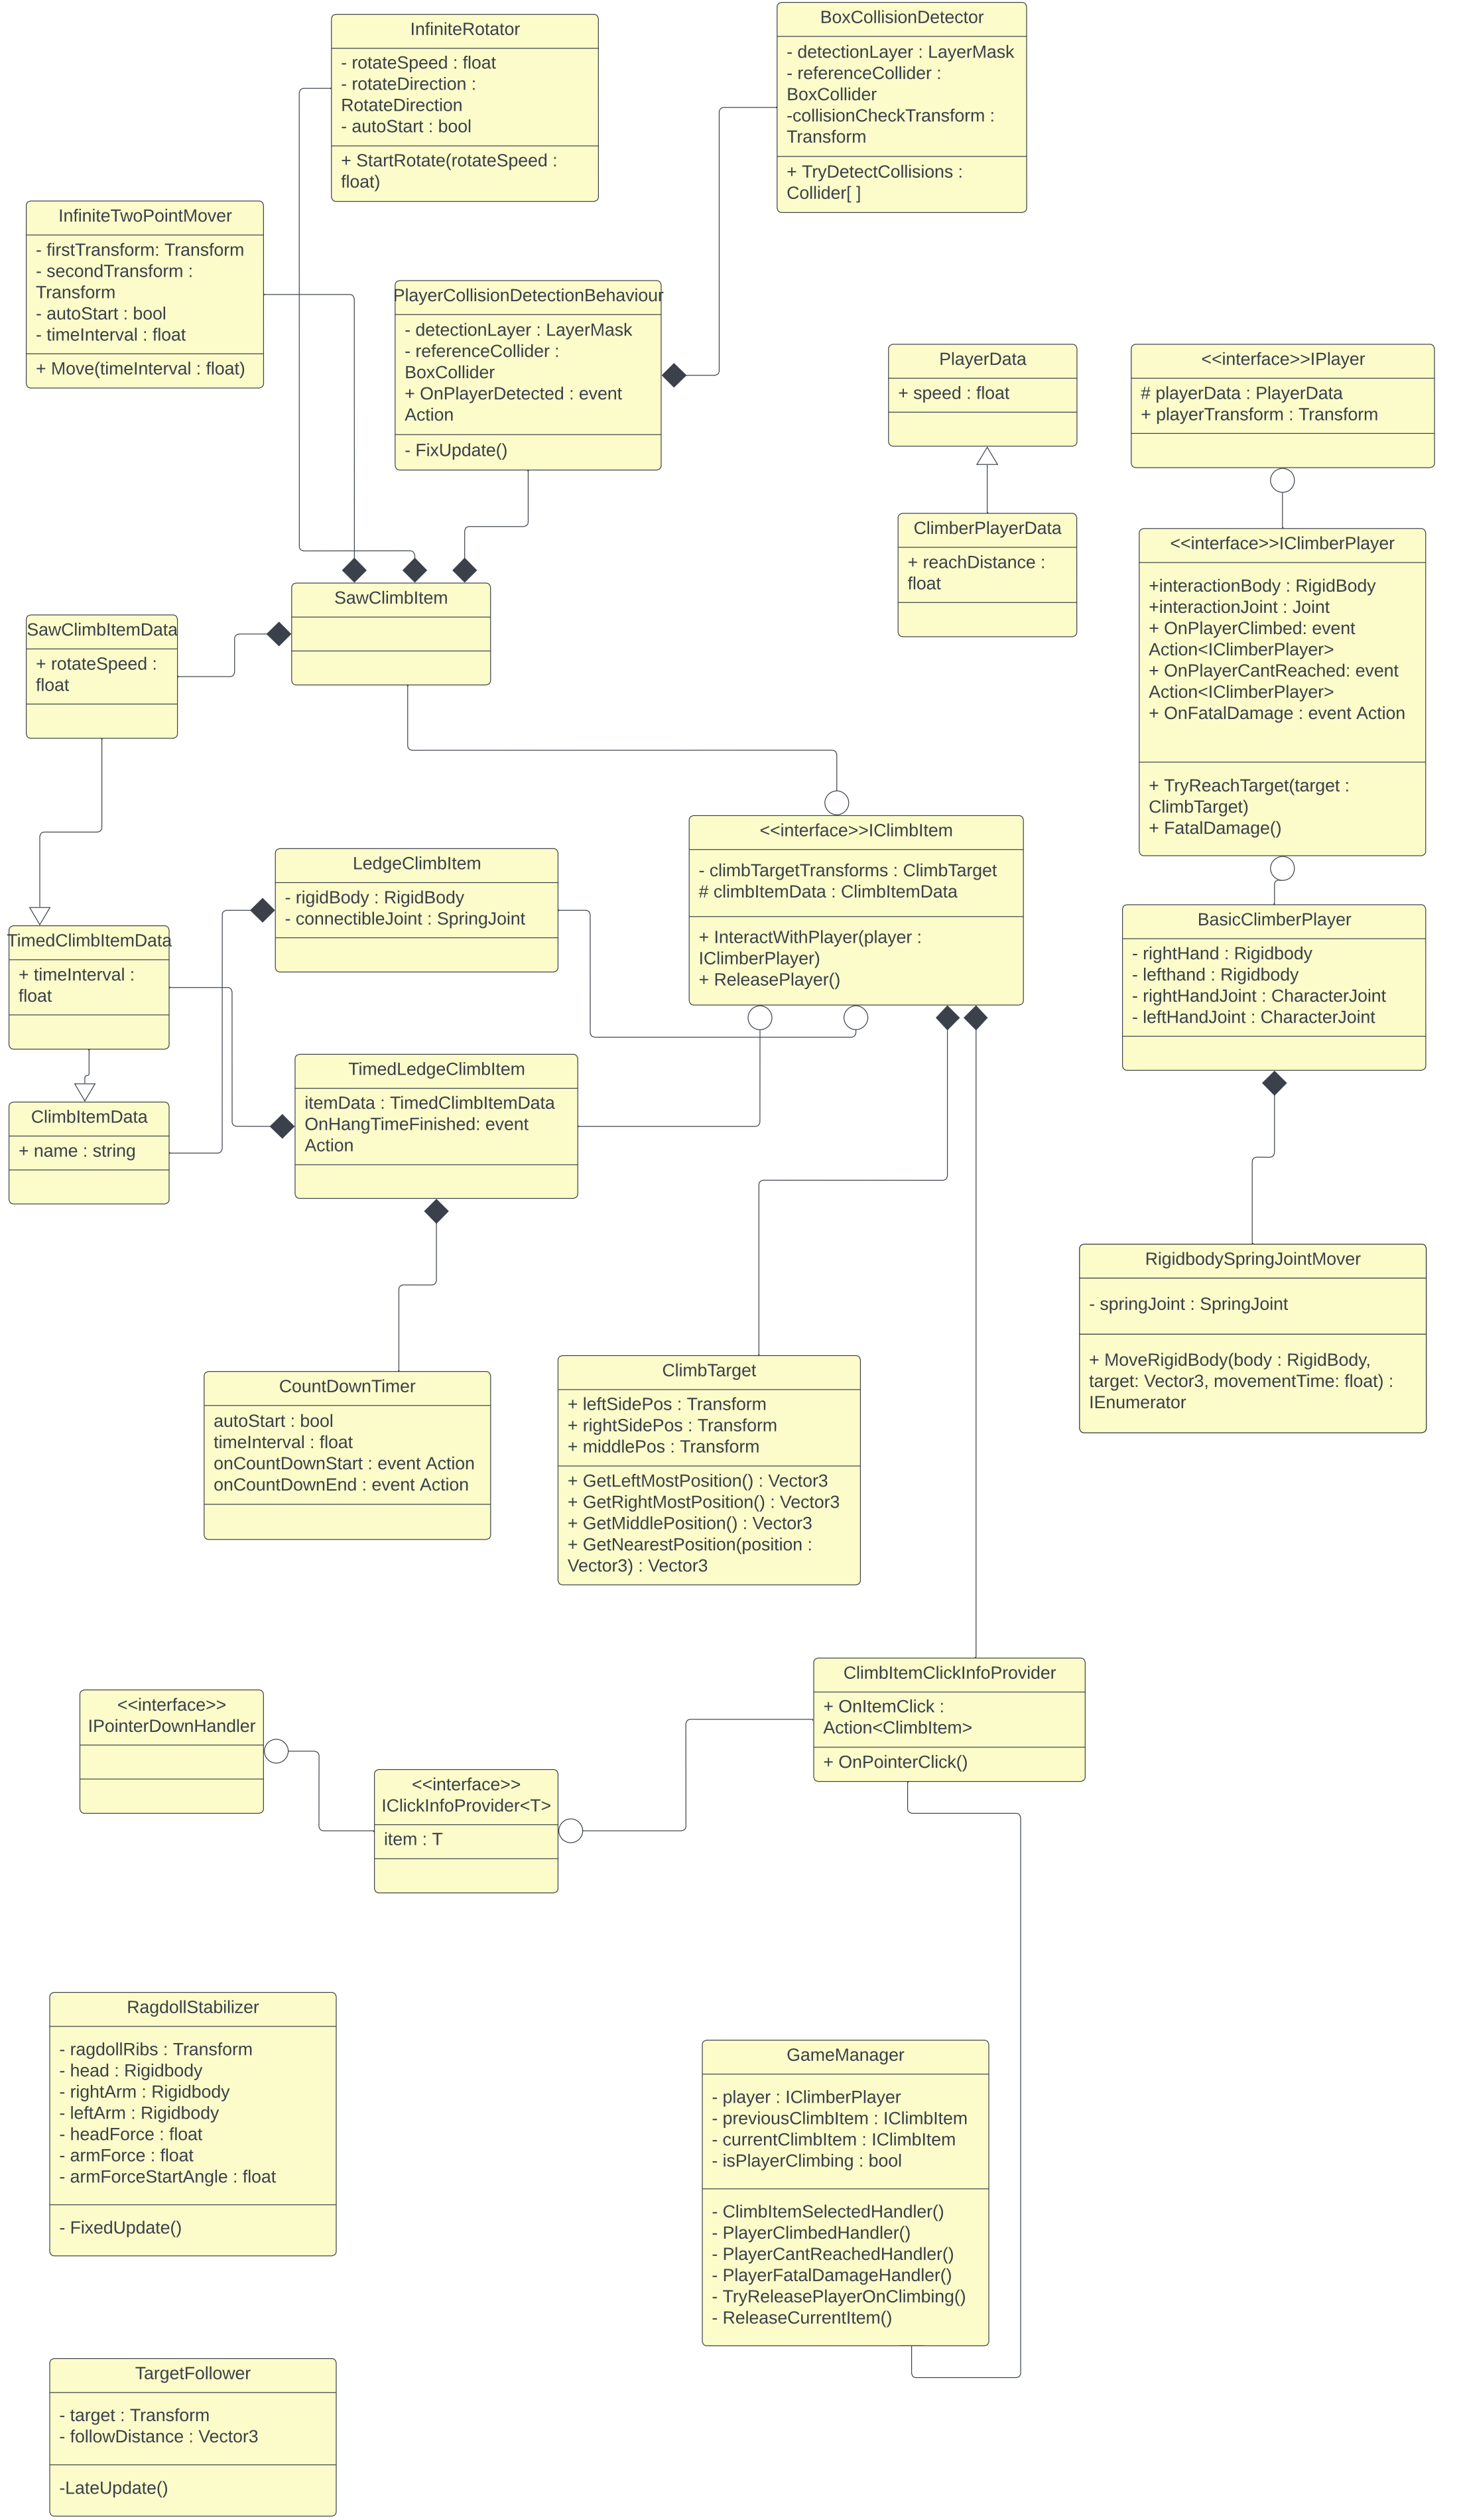 InfiniteRotator
- rotateSpeed : float
- rotateDirection :
RotateDirection
- autoStart : bool
+ StartRotate(rotateSpeed :
float)
BoxCollisionDetector
- detectionLayer : LayerMask
- referenceCollider :
BoxCollider
-collisionCheckTransform :
Transform
+ TryDetectCollisions :
Collider[ ]
InfiniteTwoPointMover
- firstTransform: Transform
- secondTransform :
Transform
- autoStart : bool
- timeInterval : float
+ Move(timeInterval : float)
PlayerCollisionDetectionBehaviour
- detectionLayer : LayerMask
- referenceCollider :
BoxCollider
+ OnPlayerDetected : event
Action
- FixUpdate()
PlayerData
+ speed : float
<<interface>>IPlayer
# playerData : PlayerData
+ playerTransform : Transform
ClimberPlayerData
+ reachDistance :
float
<<interface>>IClimberPlayer
+interactionBody : RigidBody
+interactionJoint : Joint
+ OnPlayerClimbed: event
Action<IClimberPlayer>
+ OnPlayerCantReached: event
Action<IClimberPlayer>
+ OnFatalDamage : event Action
+ TryReachTarget(target :
ClimbTarget)
+ FatalDamage()
SawClimbItem
SawClimbItemData
+ rotateSpeed :
float
<<interface>>IClimbItem
- climbTargetTransforms : ClimbTarget
# climbItemData : ClimbItemData
+ InteractWithPlayer(player :
IClimberPlayer)
+ ReleasePlayer()
LedgeClimbItem
- rigidBody : RigidBody
- connectibleJoint : SpringJoint
BasicClimberPlayer
- rightHand : Rigidbody
- lefthand : Rigidbody
- rightHandJoint : CharacterJoint
- leftHandJoint : CharacterJoint
TimedClimbItemData
+ timeInterval :
float
TimedLedgeClimbItem
itemData : TimedClimbItemData
OnHangTimeFinished: event
Action
ClimbItemData
+ name : string
RigidbodySpringJointMover
- springJoint : SpringJoint
+ MoveRigidBody(body : RigidBody,
target: Vector3, movementTime: float) :
IEnumerator
CountDownTimer
autoStart : bool
timeInterval : float
onCountDownStart : event Action
onCountDownEnd : event Action
ClimbTarget
+ leftSidePos : Transform
+ rightSidePos : Transform
+ middlePos : Transform
+ GetLeftMostPosition() : Vector3
+ GetRightMostPosition() : Vector3
+ GetMiddlePosition() : Vector3
+ GetNearestPosition(position :
Vector3) : Vector3
ClimbItemClickInfoProvider
+ OnItemClick :
Action<ClimbItem>
+ OnPointerClick()
<<interface>>
IPointerDownHandler
<<interface>>
IClickInfoProvider<T>
item : T
RagdollStabilizer
- ragdollRibs : Transform
- head : Rigidbody
- rightArm : Rigidbody
- leftArm : Rigidbody
- headForce : float
- armForce : float
- armForceStartAngle : float
- FixedUpdate()
GameManager
- player : IClimberPlayer
- previousClimbItem : IClimbItem
- currentClimbItem : IClimbItem
- isPlayerClimbing : bool
- ClimbItemSelectedHandler()
- PlayerClimbedHandler()
- PlayerCantReachedHandler()
- PlayerFatalDamageHandler()
- TryReleasePlayerOnClimbing()
- ReleaseCurrentItem()
TargetFollower
- target : Transform
- followDistance : Vector3
-LateUpdate()